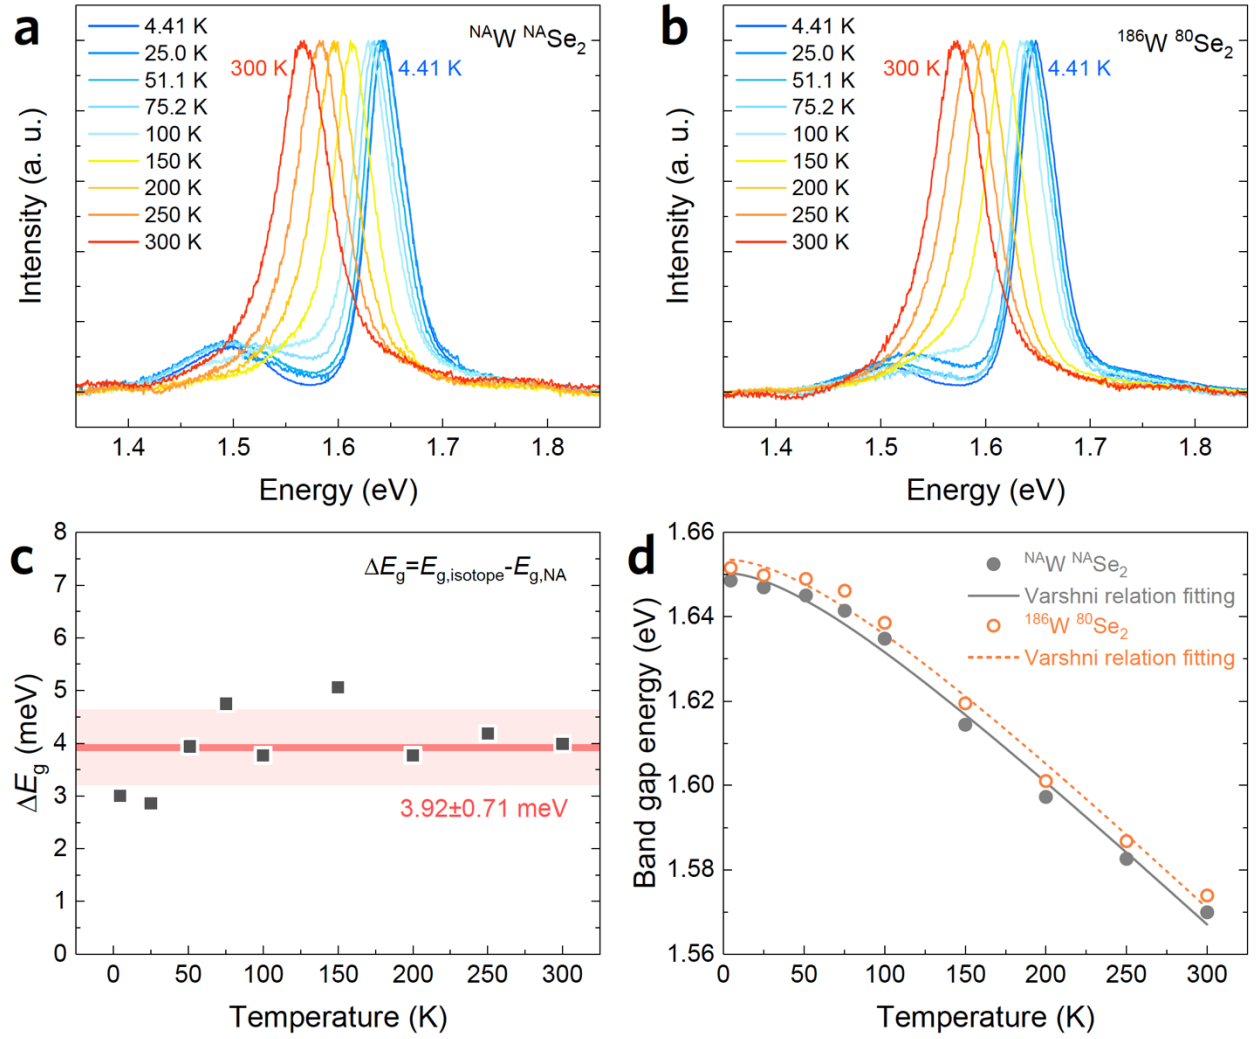 a
4.41 K
25.0 K
51.1 K
75.2 K
100 K
150 K
200 K
250 K
300 K
300 K
4.41 K
ᴺᴬW ᴺᴬSe₂
Intensity (a. u.)
1.4 1.5 1.6 1.7 1.8
Energy (eV)
b
4.41 K
25.0 K
51.1 K
75.2 K
100 K
150 K
200 K
250 K
300 K
300 K
4.41 K
¹⁸⁶W ⁸⁰Se₂
Intensity (a. u.)
1.4 1.5 1.6 1.7 1.8
Energy (eV)
c
ΔEg=Eg,isotope-Eg,NA
3.92±0.71 meV
ΔEg (meV)
8
7
6
5
4
3
2
1
0
0 50 100 150 200 250 300
Temperature (K)
d
ᴺᴬW ᴺᴬSe₂
Varshni relation fitting
¹⁸⁶W ⁸⁰Se₂
Varshni relation fitting
Band gap energy (eV)
1.66
1.64
1.62
1.60
1.58
1.56
0 50 100 150 200 250 300
Temperature (K)